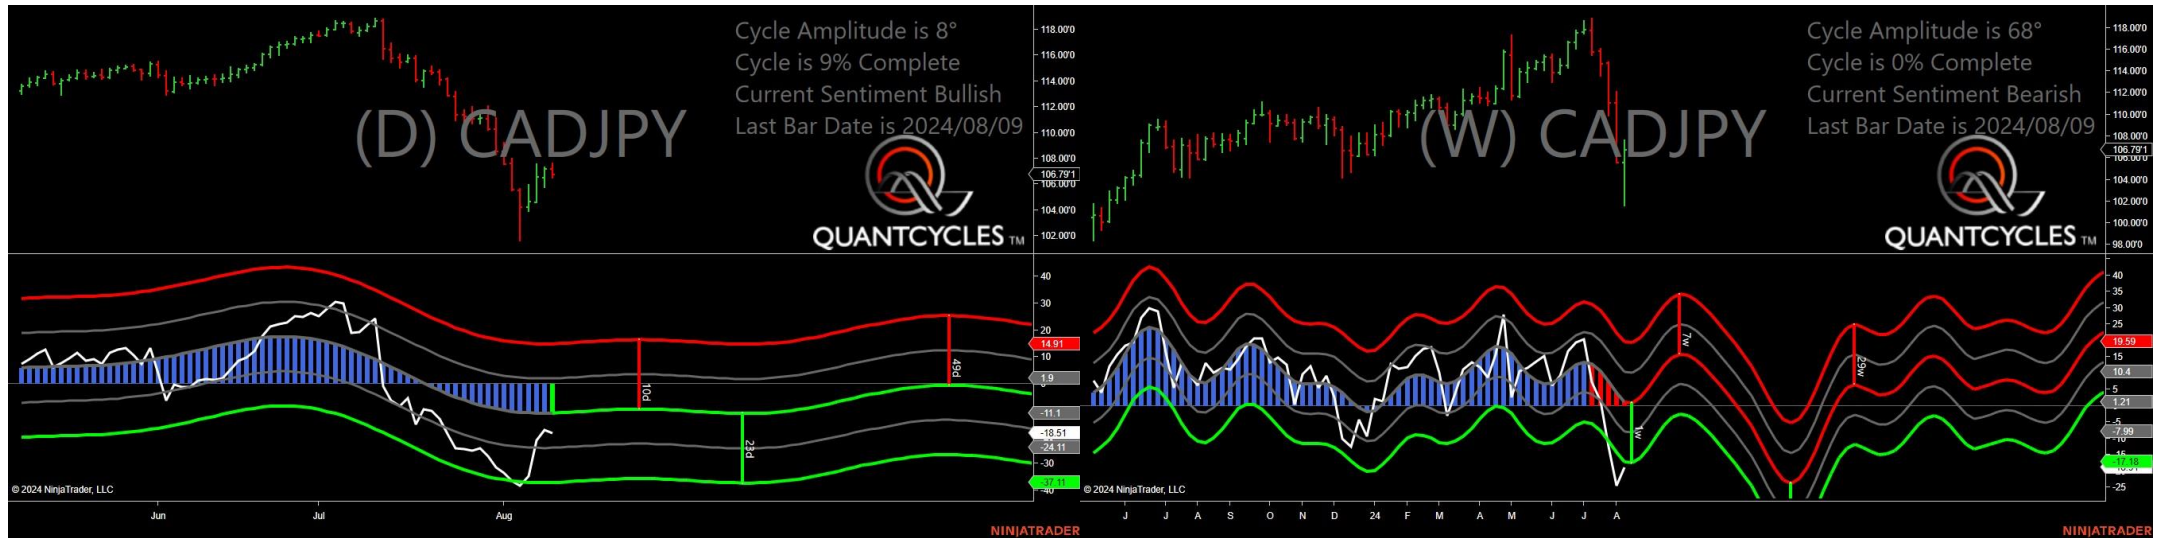 Cycle Amplitude is 8°
Cycle is 9% Complete
Current Sentiment Bullish
Last Bar Date is 2024/08/09
(D) CADJPY
QUANTCYCLES TM
118.00'0
116.00'0
114.00'0
112.00'0
110.00'0
108.00'0
106.79'1
106.00'0
104.00'0
102.00'0
40
30
20
14.91
10
1.9
-11.1
-18.51
-24.11
-30
-37.11
-40
10d
23d
49d
© 2024 NinjaTrader, LLC
Jun Jul Aug
NINJATRADER
Cycle Amplitude is 68°
Cycle is 0% Complete
Current Sentiment Bearish
Last Bar Date is 2024/08/09
(W) CADJPY
QUANTCYCLES TM
118.00'0
116.00'0
114.00'0
112.00'0
110.00'0
108.00'0
106.79'1
106.00'0
104.00'0
102.00'0
100.00'0
98.00'0
40
35
30
25
19.59
15
10.4
5
1.21
-5
-7.99
-10
-15
-17.18
-25
7w
1w
29w
© 2024 NinjaTrader, LLC
J J A S O N D 24 F M A M J J A
NINJATRADER